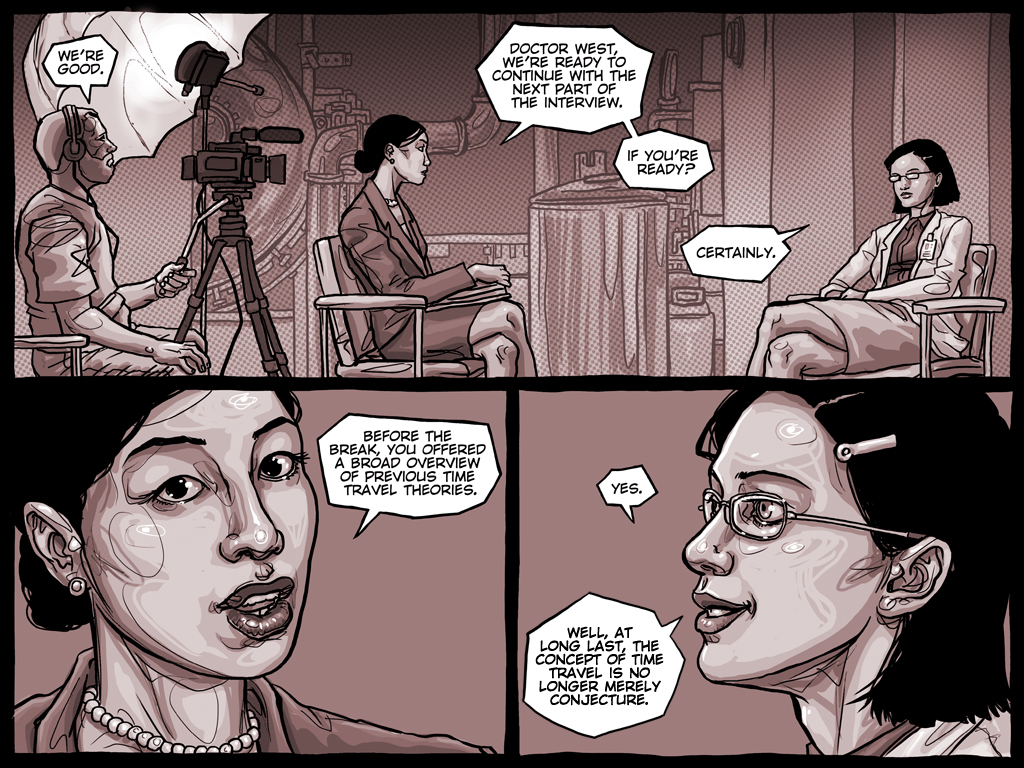 WE'RE
GOOD.
DOCTOR WEST,
WE'RE READY TO
CONTINUE WITH THE
NEXT PART OF
THE INTERVIEW.
IF YOU'RE
READY?
CERTAINLY.
BEFORE THE
BREAK, YOU OFFERED
A BROAD OVERVIEW
OF PREVIOUS TIME
TRAVEL THEORIES.
YES.
WELL, AT
LONG LAST, THE
CONCEPT OF TIME
TRAVEL IS NO
LONGER MERELY
CONJECTURE.